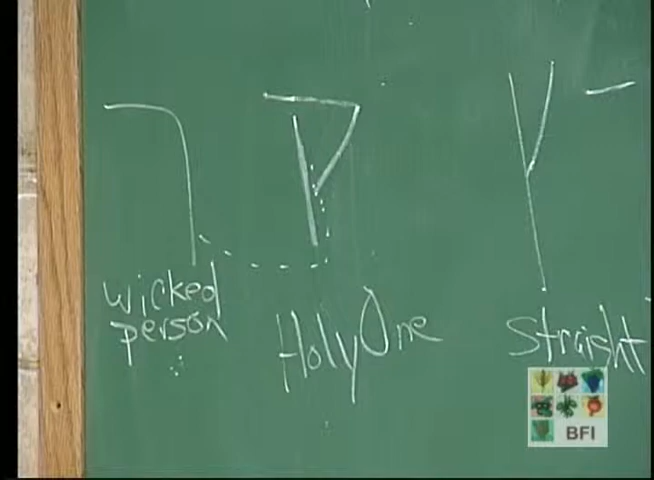 ר ק ץ
wicked
person
Holy One
Straight
BFI